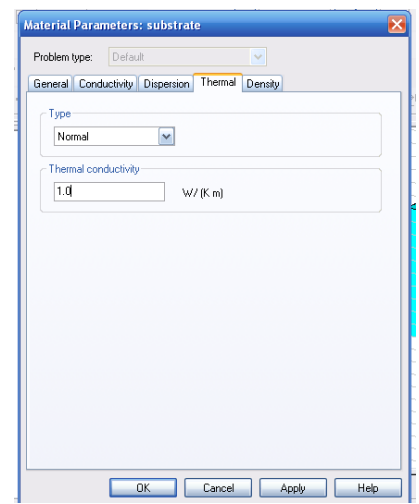 Material Parameters: substrate
Problem type: Default
General Conductivity Dispersion Thermal Density
Type
Normal
Thermal conductivity
1.0 W/ (K m)
OK Cancel Apply Help